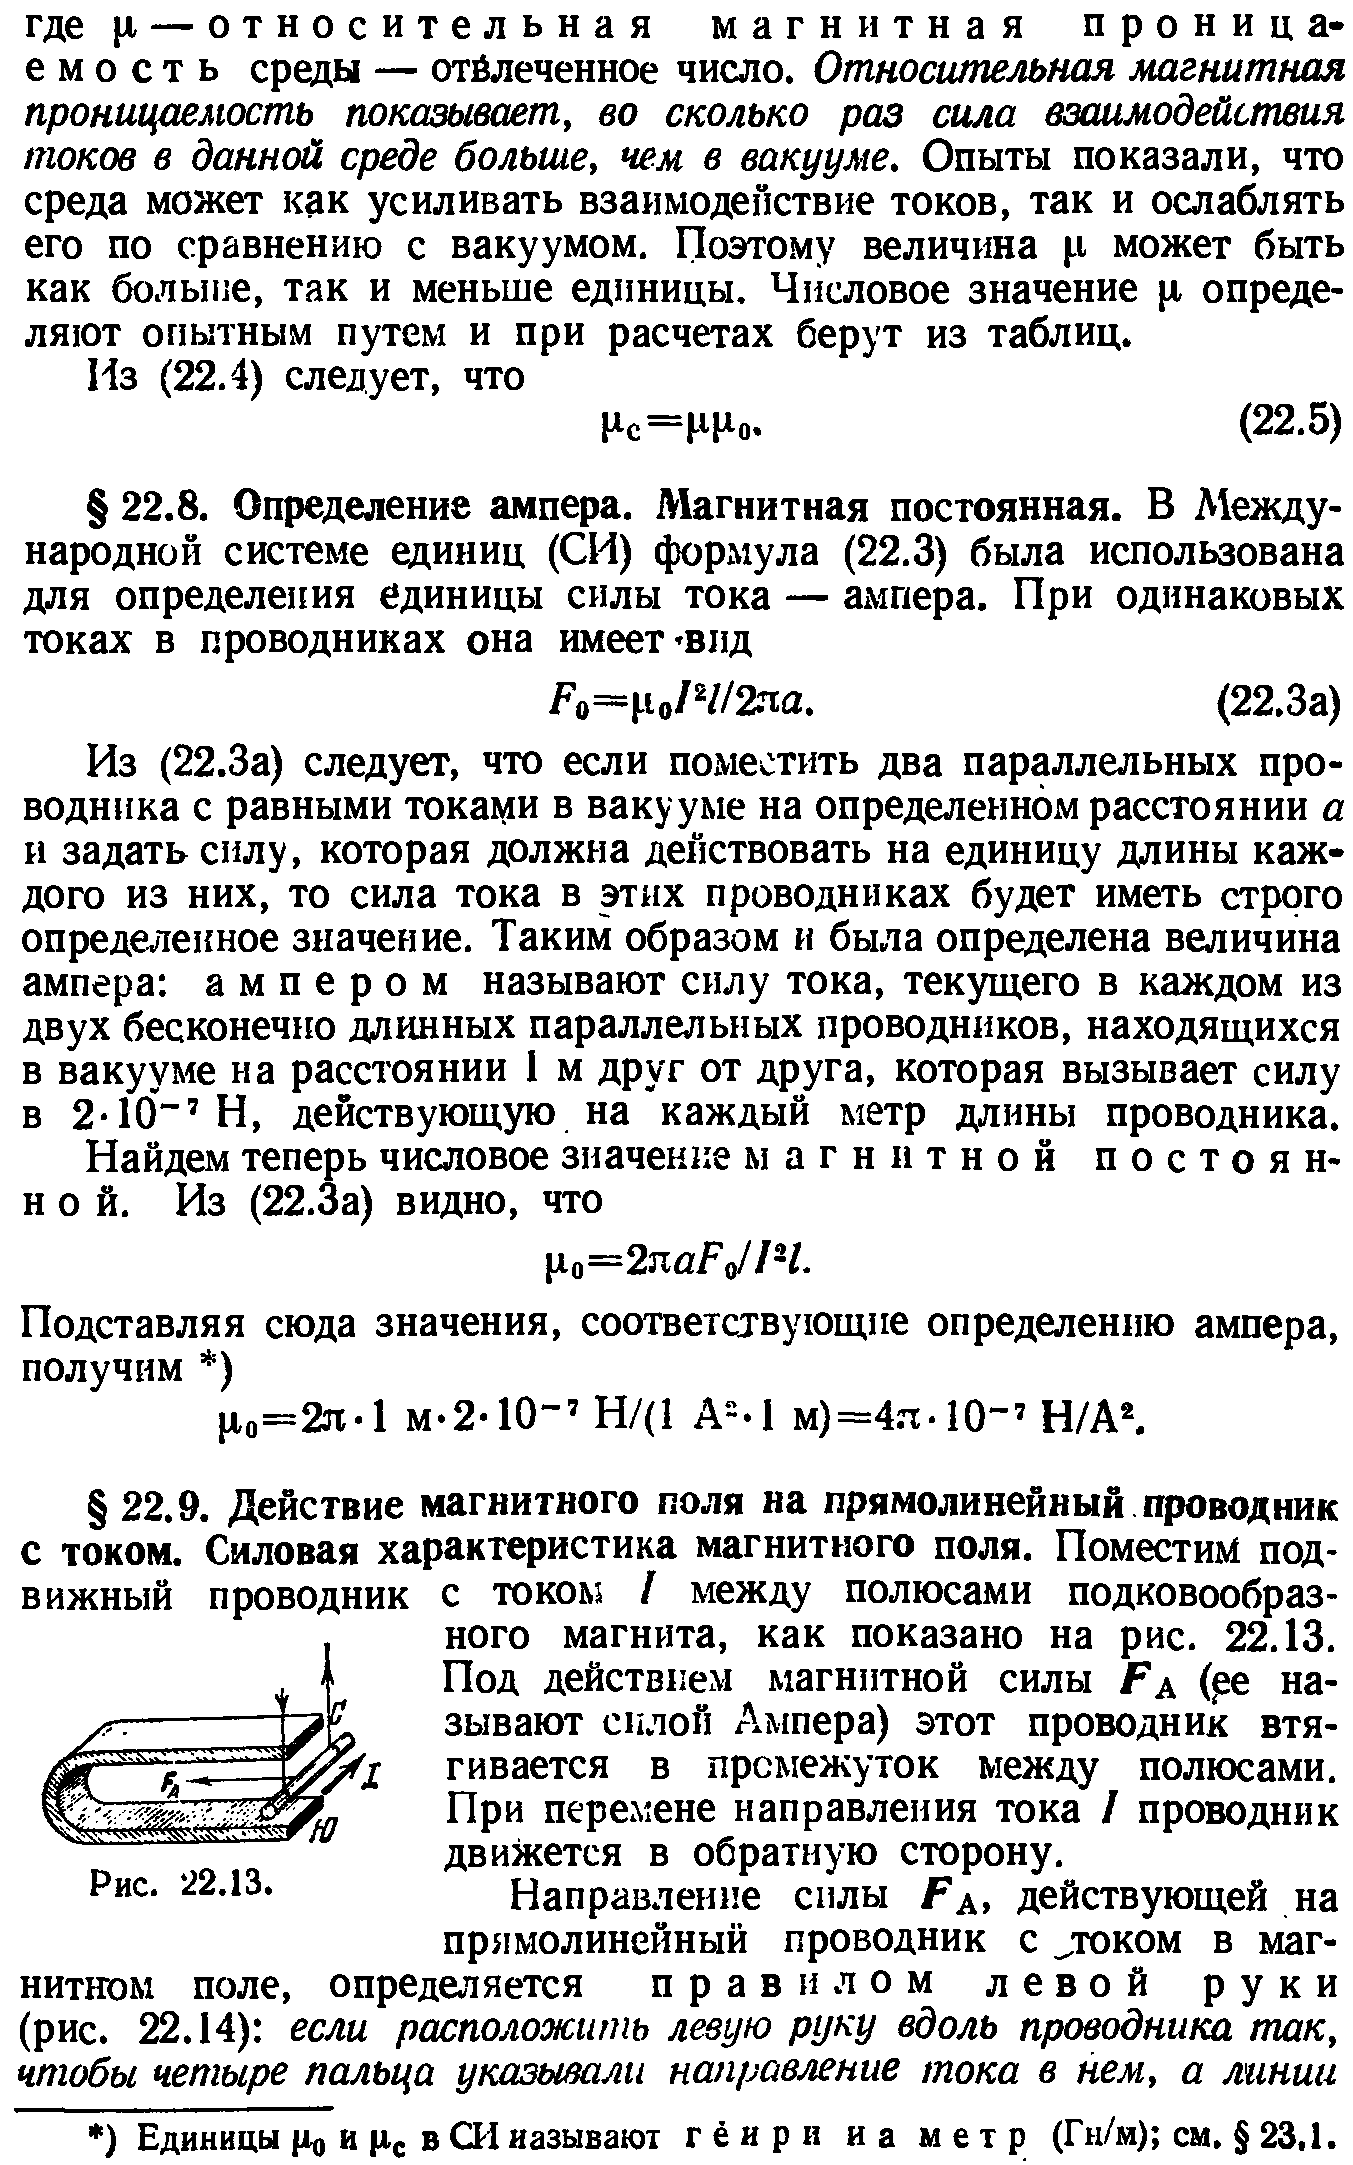 где μ — относительная магнитная проница-
емость среды — отвлеченное число. Относительная магнитная
проницаемость показывает, во сколько раз сила взаимодействия
токов в данной среде больше, чем в вакууме. Опыты показали, что
среда может как усиливать взаимодействие токов, так и ослаблять
его по сравнению с вакуумом. Поэтому величина μ может быть
как больше, так и меньше единицы. Числовое значение μ опреде-
ляют опытным путем и при расчетах берут из таблиц.
Из (22.4) следует, что
μc=μμ₀. (22.5)
§ 22.8. Определение ампера. Магнитная постоянная. В Между-
народной системе единиц (СИ) формула (22.3) была использована
для определения единицы силы тока — ампера. При одинаковых
токах в проводниках она имеет вид
F₀=μ₀I²l/2πa. (22.3а)
Из (22.3а) следует, что если поместить два параллельных про-
водника с равными токами в вакууме на определенном расстоянии a
и задать силу, которая должна действовать на единицу длины каж-
дого из них, то сила тока в этих проводниках будет иметь строго
определенное значение. Таким образом и была определена величина
ампера: ампером называют силу тока, текущего в каждом из
двух бесконечно длинных параллельных проводников, находящихся
в вакууме на расстоянии 1 м друг от друга, которая вызывает силу
в 2·10⁻⁷ Н, действующую на каждый метр длины проводника.
Найдем теперь числовое значение магнитной постоян-
ной. Из (22.3а) видно, что
μ₀=2πaF₀/I²l.
Подставляя сюда значения, соответствующие определению ампера,
получим *)
μ₀=2π·1 м·2·10⁻⁷ Н/(1 А²·1 м)=4π·10⁻⁷ Н/А².
§ 22.9. Действие магнитного поля на прямолинейный проводник
с током. Силовая характеристика магнитного поля. Поместим под-
вижный проводник с током I между полюсами подковообраз-
ного магнита, как показано на рис. 22.13.
Под действием магнитной силы F_А (ее на-
зывают силой Ампера) этот проводник втя-
гивается в промежуток между полюсами.
При перемене направления тока I проводник
движется в обратную сторону.
С
F_А
I
Ю
Рис. 22.13.
Направление силы F_А, действующей на
прямолинейный проводник с током в маг-
нитном поле, определяется правилом левой руки
(рис. 22.14): если расположить левую руку вдоль проводника так,
чтобы четыре пальца указывали направление тока в нем, а линии
*) Единицы μ₀ и μc в СИ называют генри на метр (Гн/м); см. § 23.1.